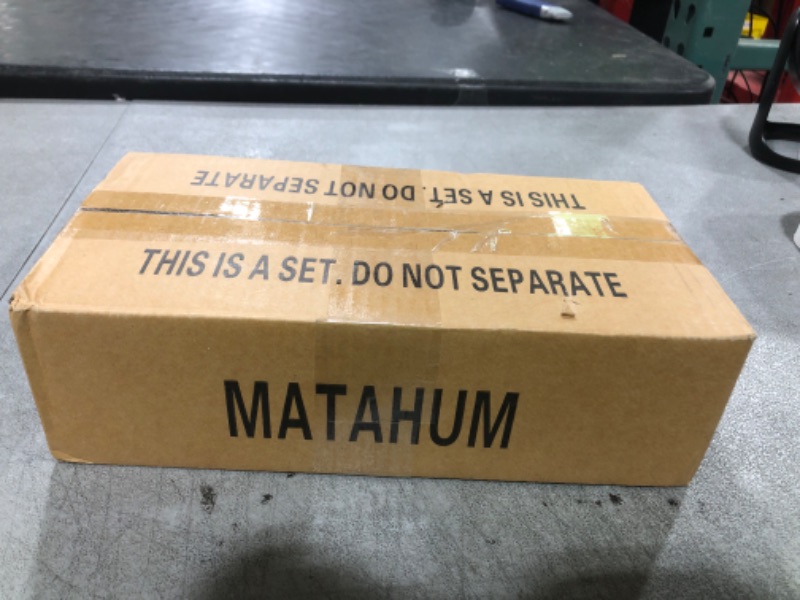 THIS IS A SET. DO NOT SEPARATE
THIS IS A SET. DO NOT SEPARATE
MATAHUM